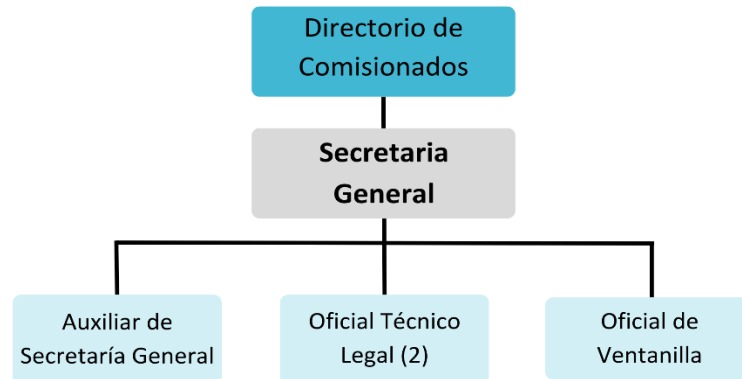 Directorio de
Comisionados
Secretaria
General
Auxiliar de
Secretaría General
Oficial Técnico
Legal (2)
Oficial de
Ventanilla